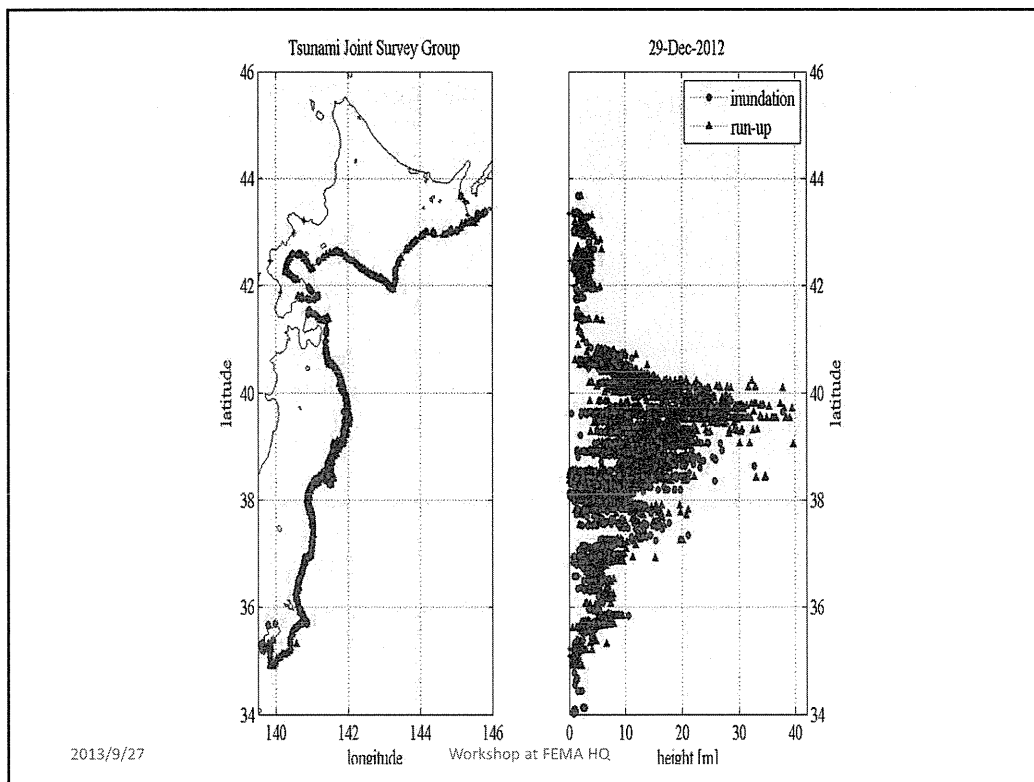 Tsunami Joint Survey Group
29-Dec-2012
46
44
42
40
38
36
34
latitude
140
142
144
146
longitude
inundation
run-up
46
44
42
40
38
36
34
latitude
0
10
20
30
40
height [m]
2013/9/27
Workshop at FEMA HQ